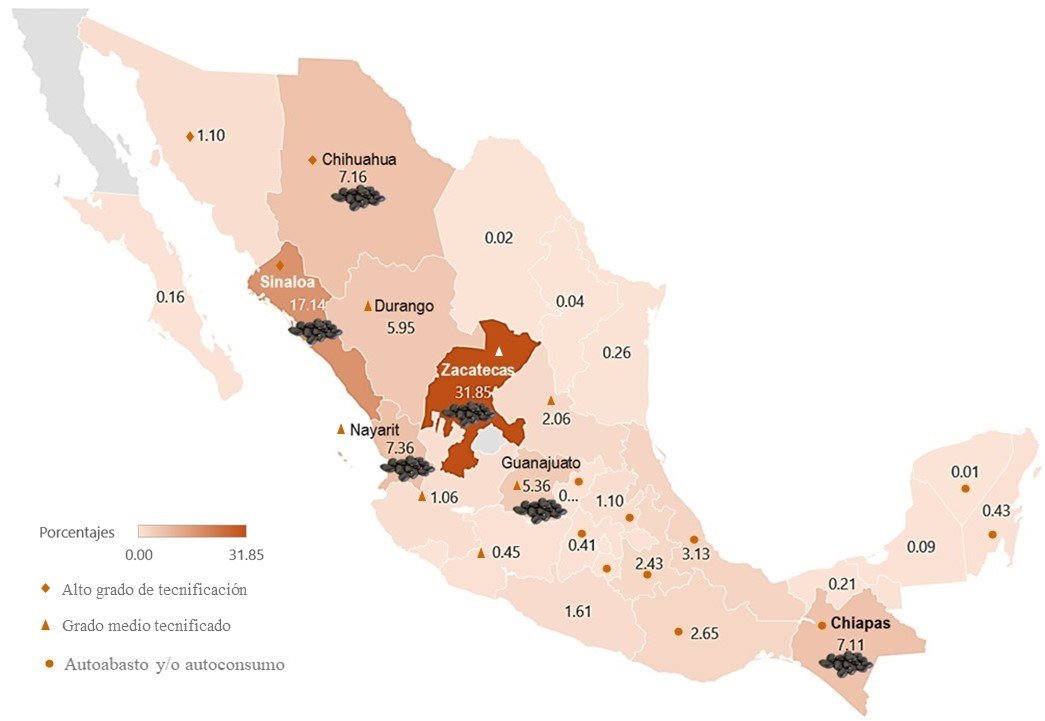 1.10
Chihuahua
7.16
0.02
Sinaloa
17.14
0.16
Durango
5.95
0.04
0.26
Zacatecas
31.85
2.06
Nayarit
7.36
Guanajuato
5.36
0...
1.10
1.06
0.01
0.43
0.09
0.45
0.41
2.43
3.13
0.21
1.61
2.65
Chiapas
7.11
Porcentajes
0.00 31.85
Alto grado de tecnificación
Grado medio tecnificado
Autoabasto y/o autoconsumo